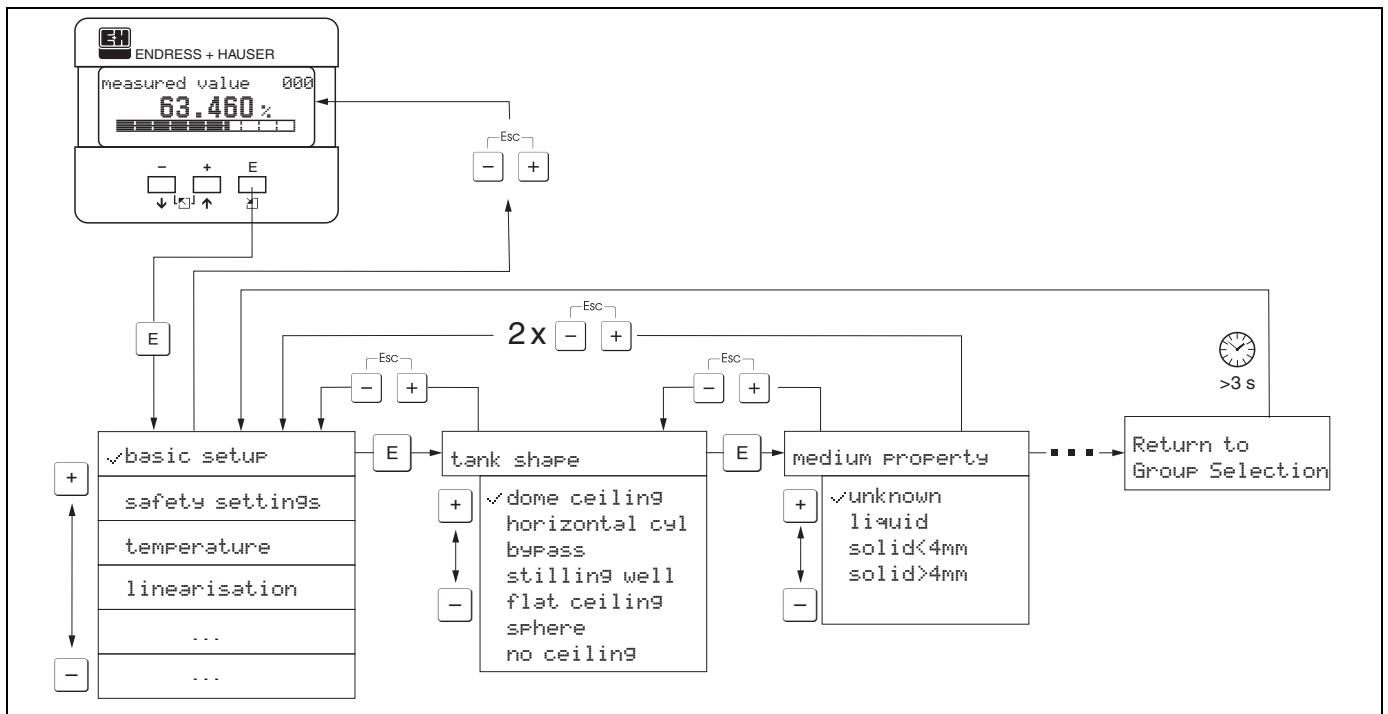 EH
ENDRESS + HAUSER
measured value 000
63.460 %
- + E
Esc
- +
E
2 x - +
Esc
Esc
- +
Esc
- +
>3 s
✓basic setup
safety settings
temperature
linearisation
...
...
+
-
E
tank shape
✓dome ceiling
horizontal cyl
bypass
stilling well
flat ceiling
sphere
no ceiling
+
-
E
medium property
✓unknown
liquid
solid<4mm
solid>4mm
+
-
Return to
Group Selection